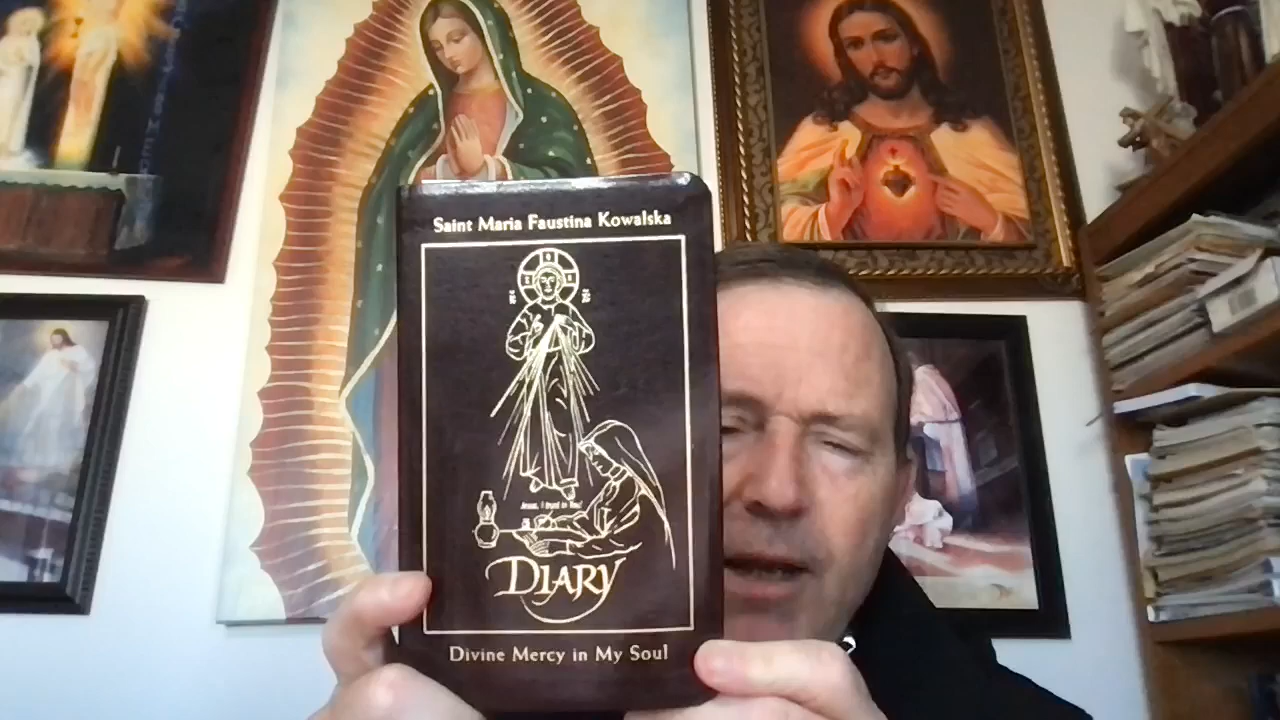 Saint Maria Faustina Kowalska
Jesus, I trust in You!
DIARY
Divine Mercy in My Soul